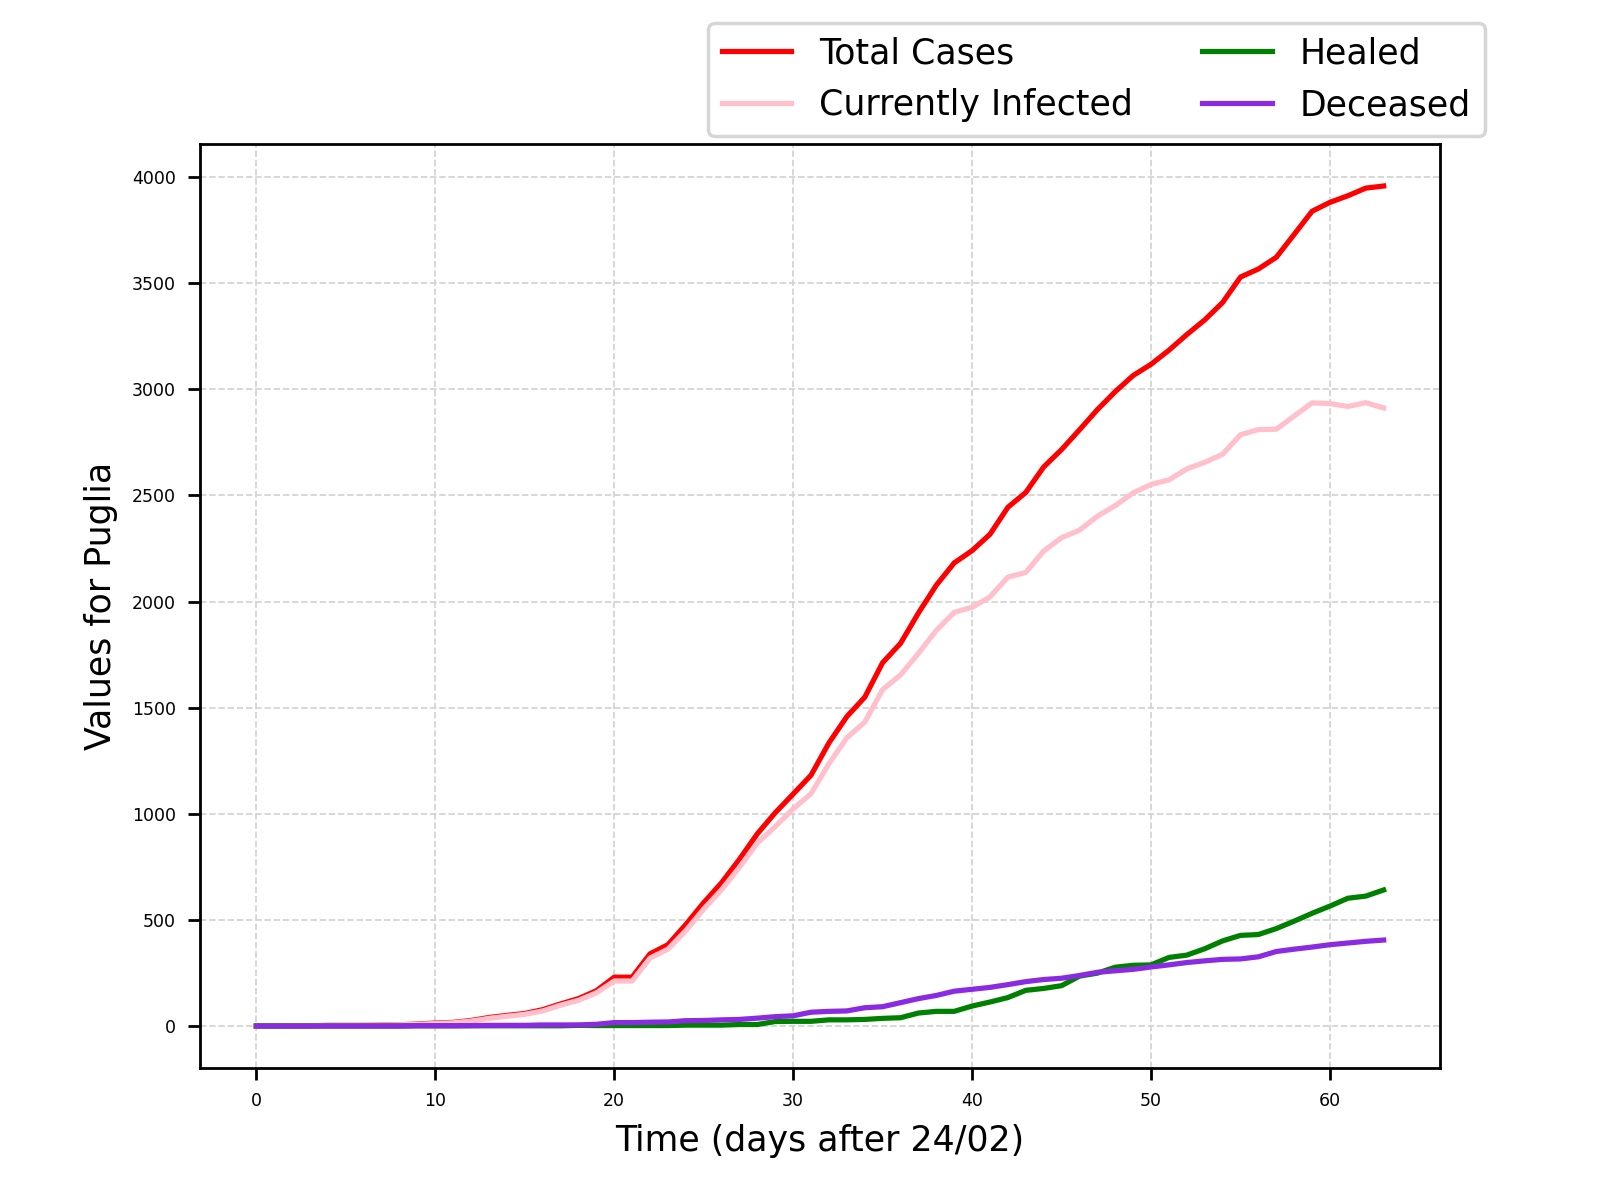 Total Cases
Currently Infected
Healed
Deceased
4000
3500
3000
2500
2000
1500
1000
500
0
Values for Puglia
0 10 20 30 40 50 60
Time (days after 24/02)